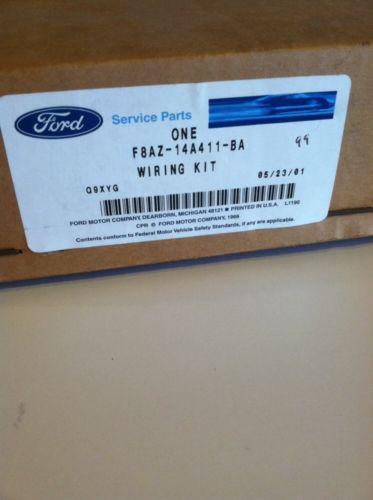 Ford Service Parts
ONE
F8AZ-14A411-BA 99
WIRING KIT
Q9XYG 05/23/01
FORD MOTOR COMPANY, DEARBORN, MICHIGAN 48121 ■ PRINTED IN U.S.A. L1190
CPR © FORD MOTOR COMPANY, 1988
Contents conform to Federal Motor Vehicle Safety Standards, if any are applicable.